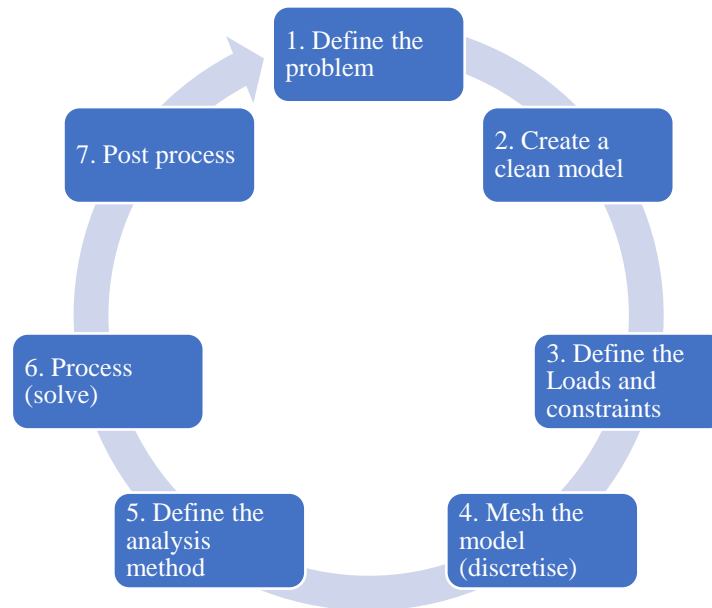 1. Define the
problem
2. Create a
clean model
3. Define the
Loads and
constraints
4. Mesh the
model
(discretise)
5. Define the
analysis
method
6. Process
(solve)
7. Post process